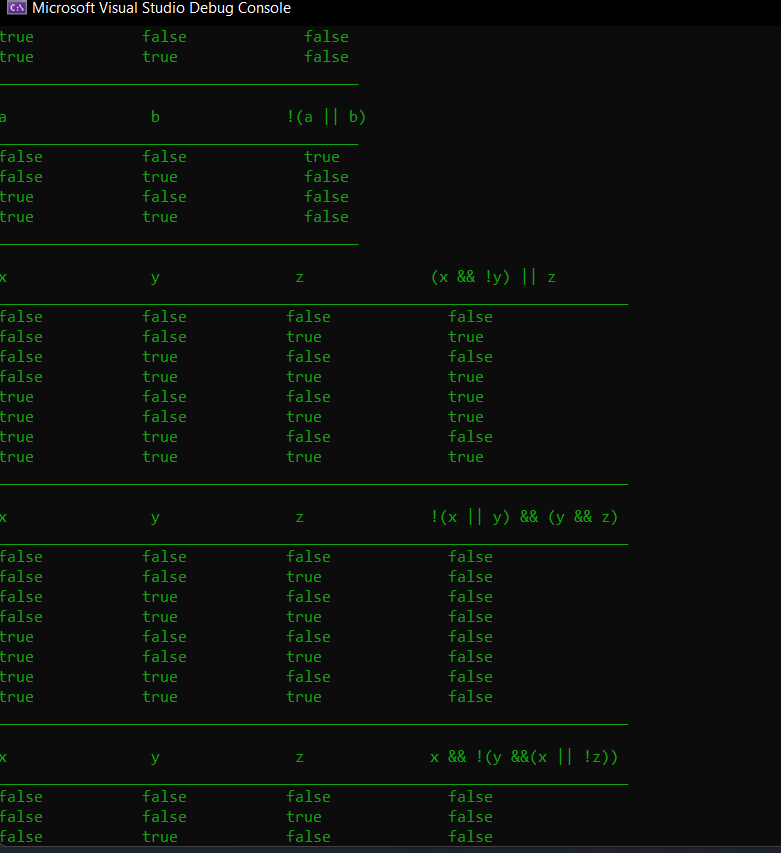 Microsoft Visual Studio Debug Console
true false false
true true false
a b !(a || b)
false false true
false true false
true false false
true true false
x y z (x && !y) || z
false false false false
false false true true
false true false false
false true true true
true false false true
true false true true
true true false false
true true true true
x y z !(x || y) && (y && z)
false false false false
false false true false
false true false false
false true true false
true false false false
true false true false
true true false false
true true true false
x y z x && !(y &&(x || !z))
false false false false
false false true false
false true false false